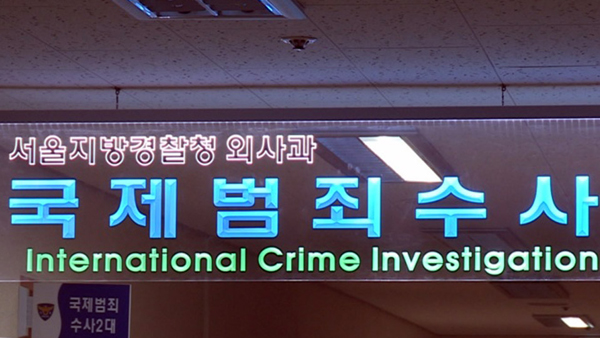 서울지방경찰청 외사과
국제범죄수사
International Crime Investigation
국제범죄
수사2대